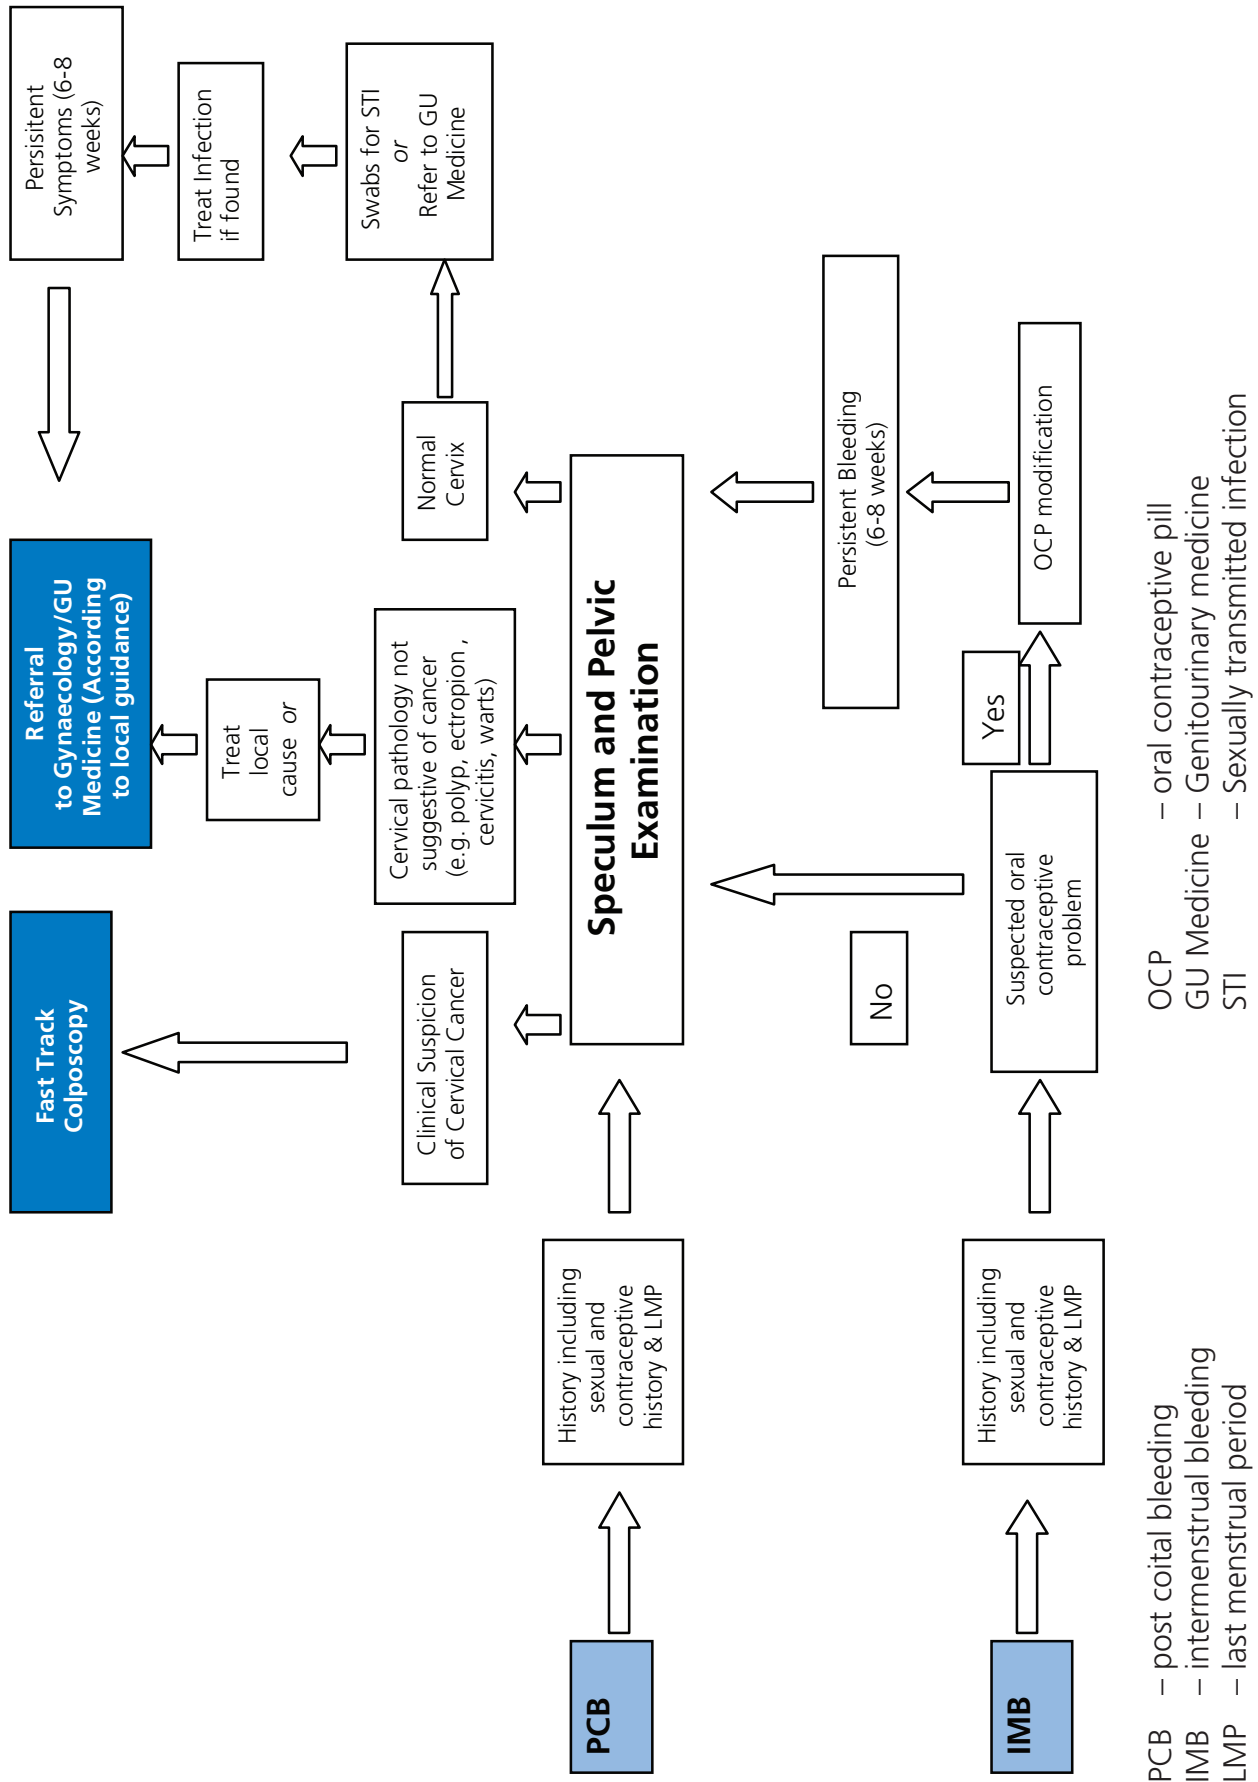 Fast Track
Colposcopy
Referral
to Gynaecology/GU
Medicine (According
to local guidance)
Persisitent
Symptoms (6-8
weeks)
Treat
local
cause or
Treat Infection
if found
Clinical Suspicion
of Cervical Cancer
Cervical pathology not
suggestive of cancer
(e.g. polyp, ectropion ,
cervicitis, warts)
Normal
Cervix
Swabs for STI
or
Refer to GU
Medicine
PCB
History including
sexual and
contraceptive
history & LMP
Speculum and Pelvic
Examination
No
Persistent Bleeding
(6-8 weeks)
IMB
History including
sexual and
contraceptive
history & LMP
Suspected oral
contraceptive
problem
Yes
OCP modification
PCB – post coital bleeding
IMB – intermenstrual bleeding
LMP – last menstrual period
OCP – oral contraceptive pill
GU Medicine – Genitourinary medicine
STI – Sexually transmitted infection